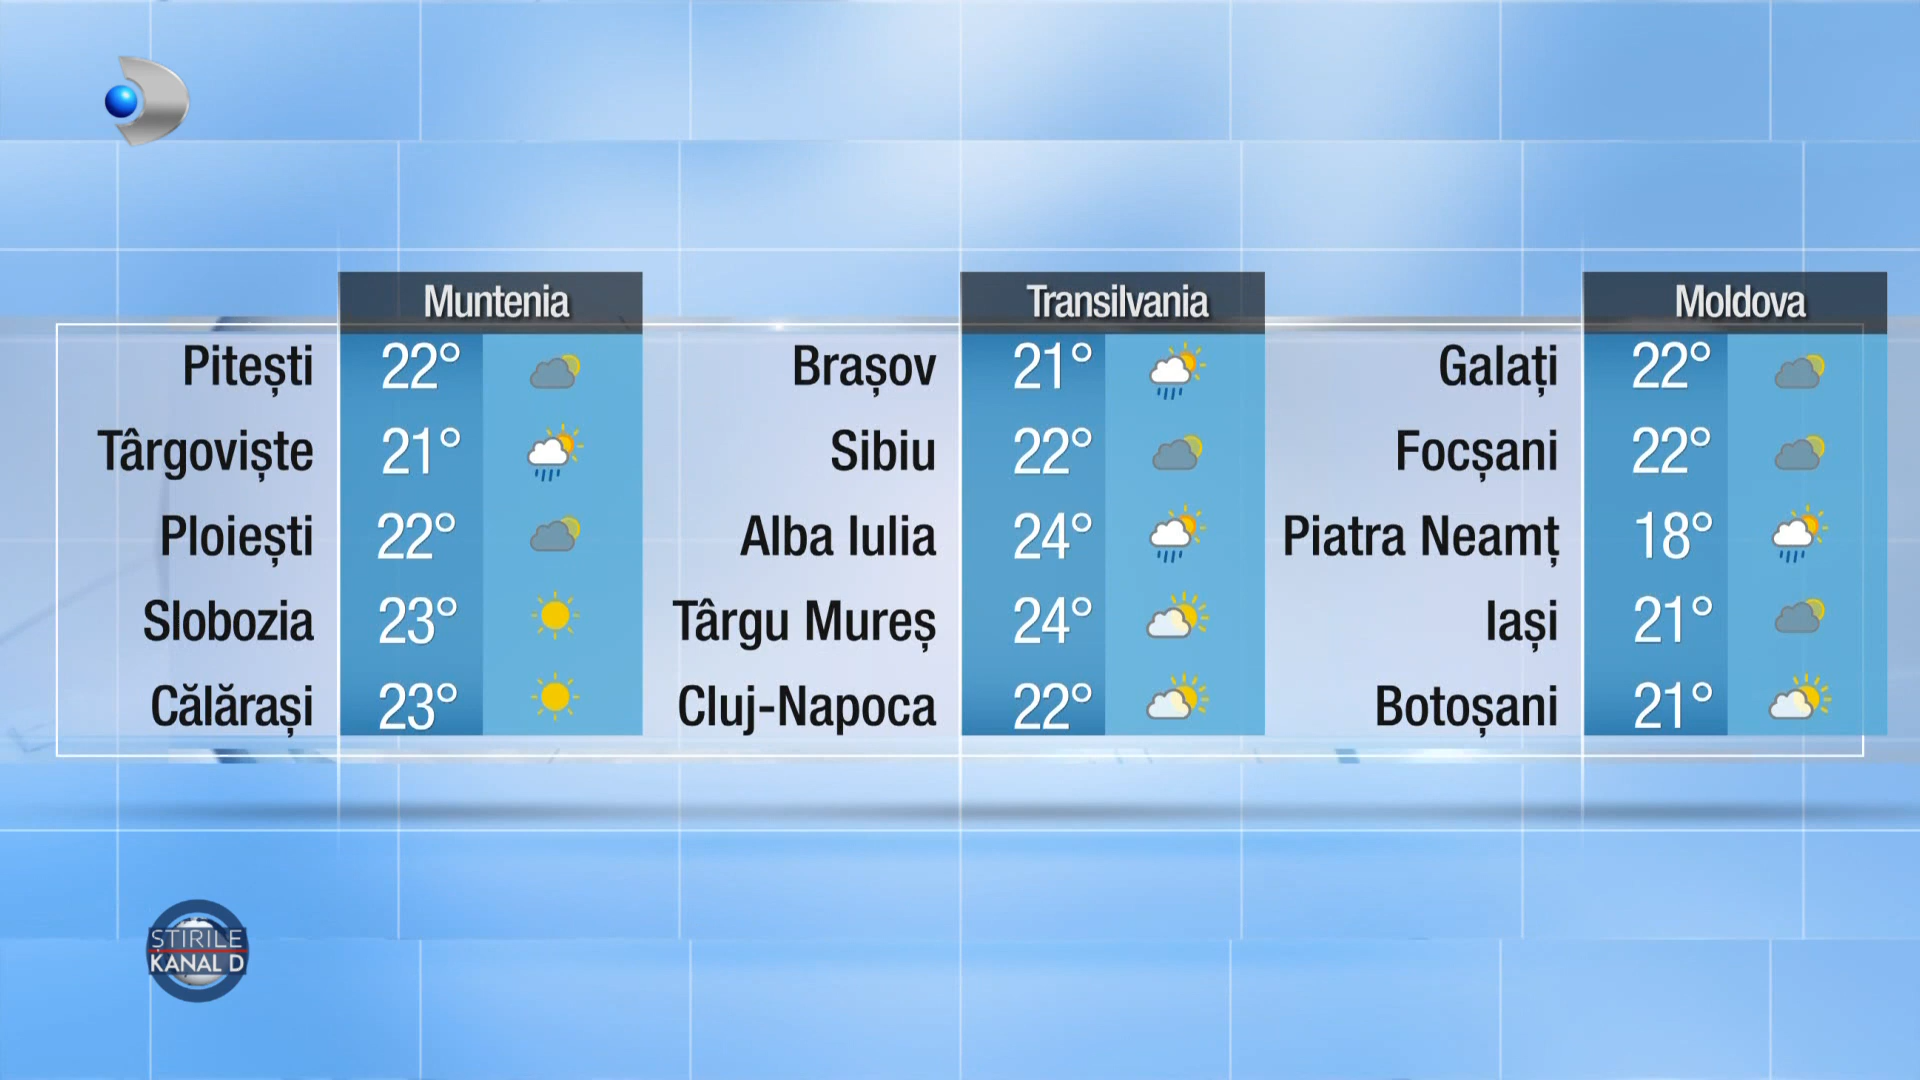 Muntenia
Pitești 22°
Târgoviște 21°
Ploiești 22°
Slobozia 23°
Călărași 23°
Transilvania
Brașov 21°
Sibiu 22°
Alba Iulia 24°
Târgu Mureș 24°
Cluj-Napoca 22°
Moldova
Galați 22°
Focșani 22°
Piatra Neamț 18°
Iași 21°
Botoșani 21°
ȘTIRILE
KANAL D